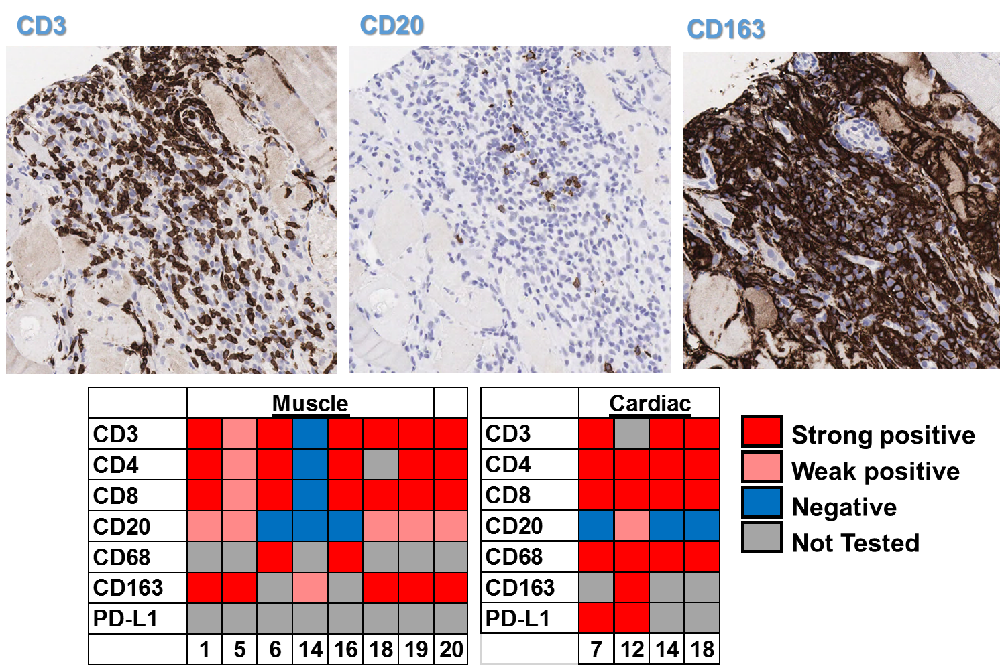 CD3
CD20
CD163
Muscle
CD3
CD4
CD8
CD20
CD68
CD163
PD-L1
1 5 6 14 16 18 19 20
Cardiac
CD3
CD4
CD8
CD20
CD68
CD163
PD-L1
7 12 14 18
Strong positive
Weak positive
Negative
Not Tested